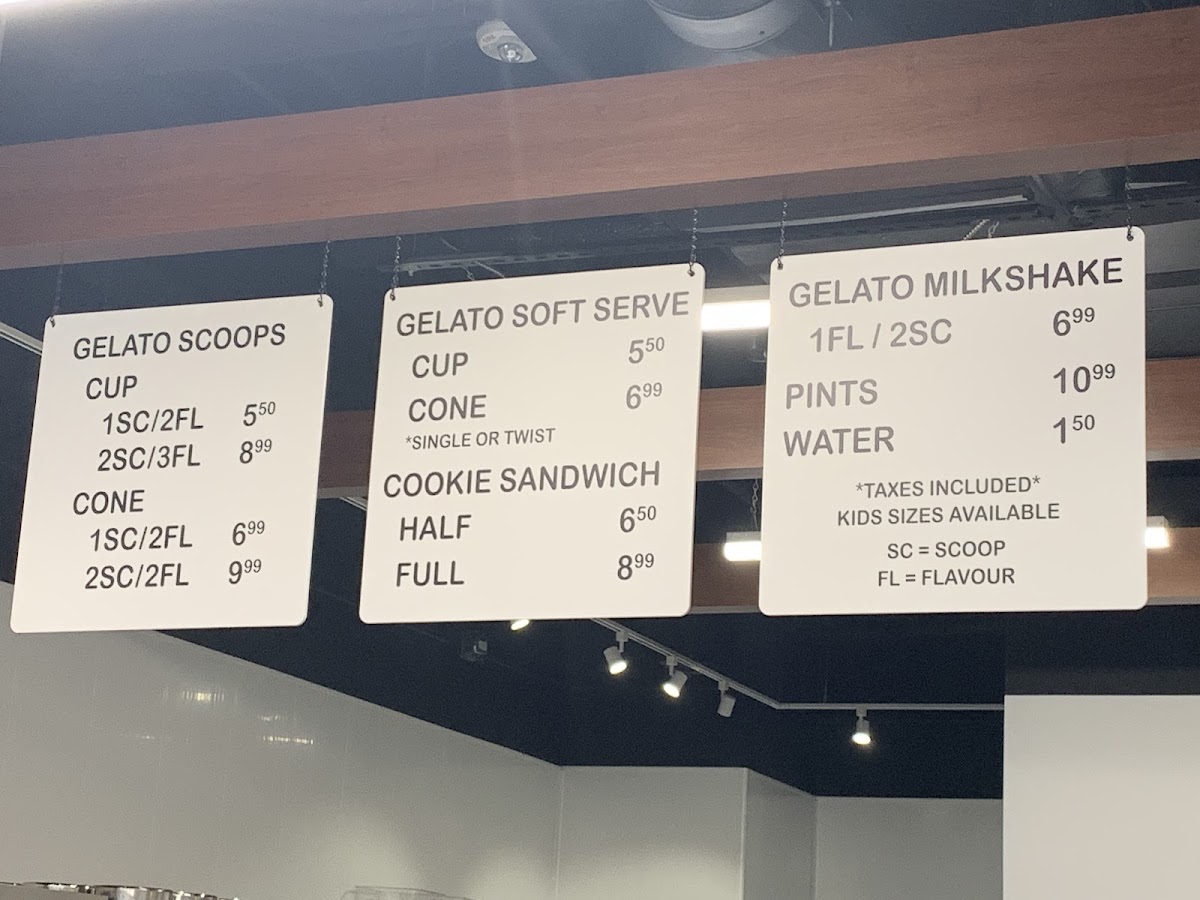 GELATO SCOOPS
CUP
1SC/2FL 5.50
2SC/3FL 8.99
CONE
1SC/2FL 6.99
2SC/2FL 9.99
GELATO SOFT SERVE
CUP 5.50
CONE 6.99
*SINGLE OR TWIST
COOKIE SANDWICH
HALF 6.50
FULL 8.99
GELATO MILKSHAKE
1FL / 2SC 6.99
PINTS 10.99
WATER 1.50
*TAXES INCLUDED*
KIDS SIZES AVAILABLE
SC = SCOOP
FL = FLAVOUR